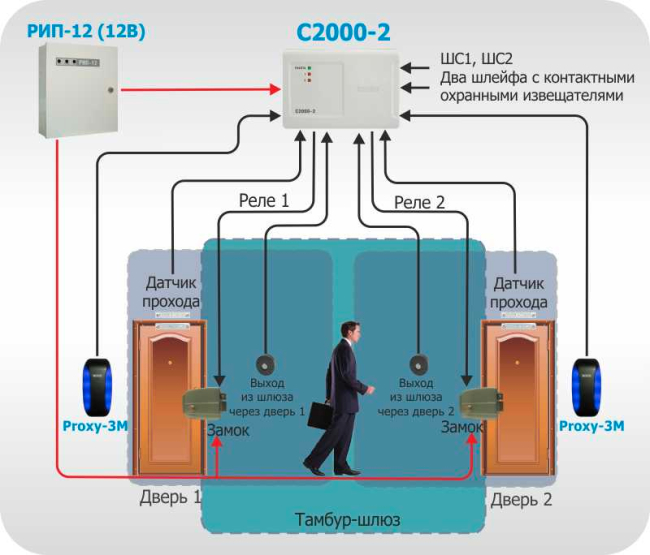 РИП-12 (12В)
С2000-2
РИП-12
С2000-2
ШС1, ШС2
Два шлейфа с контактными
охранными извещателями
Реле 1
Реле 2
Датчик
прохода
Датчик
прохода
Выход
из шлюза
через дверь 1
Выход
из шлюза
через дверь 2
Proxy-3М
Замок
Замок
Proxy-3М
Дверь 1
Дверь 2
Тамбур-шлюз